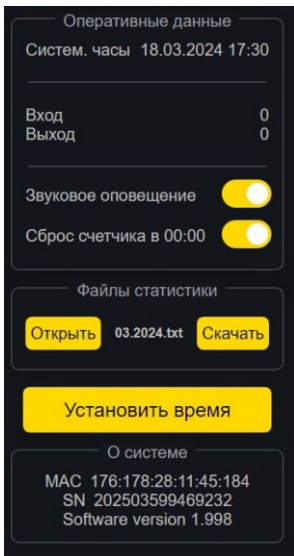 Оперативные данные
Систем. часы 18.03.2024 17:30
Вход 0
Выход 0
Звуковое оповещение
Сброс счетчика в 00:00
Файлы статистики
Открыть 03.2024.txt Скачать
Установить время
О системе
MAC 176:178:28:11:45:184
SN 202503599469232
Software version 1.998